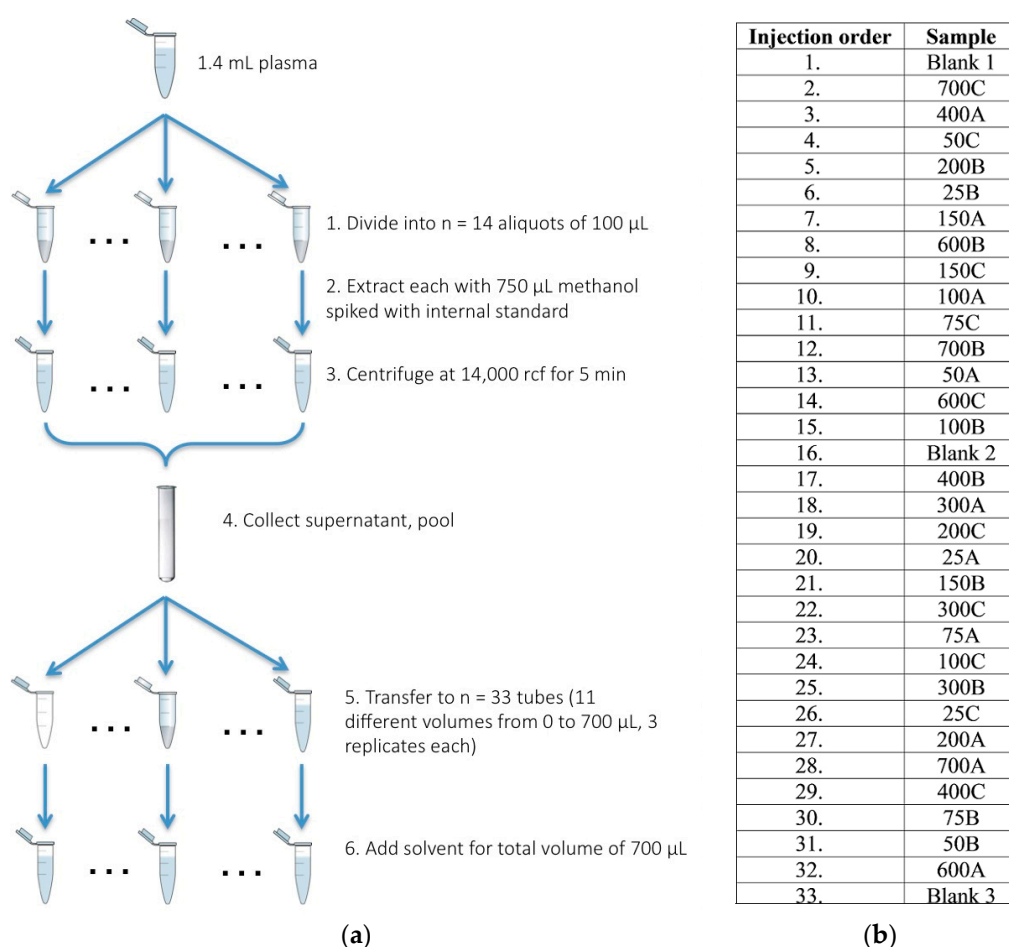 1.4 mL plasma
1. Divide into n = 14 aliquots of 100 µL
2. Extract each with 750 µL methanol
spiked with internal standard
3. Centrifuge at 14,000 rcf for 5 min
4. Collect supernatant, pool
5. Transfer to n = 33 tubes (11
different volumes from 0 to 700 µL, 3
replicates each)
6. Add solvent for total volume of 700 µL
(a)
Injection order Sample
1. Blank 1
2. 700C
3. 400A
4. 50C
5. 200B
6. 25B
7. 150A
8. 600B
9. 150C
10. 100A
11. 75C
12. 700B
13. 50A
14. 600C
15. 100B
16. Blank 2
17. 400B
18. 300A
19. 200C
20. 25A
21. 150B
22. 300C
23. 75A
24. 100C
25. 300B
26. 25C
27. 200A
28. 700A
29. 400C
30. 75B
31. 50B
32. 600A
33. Blank 3
(b)